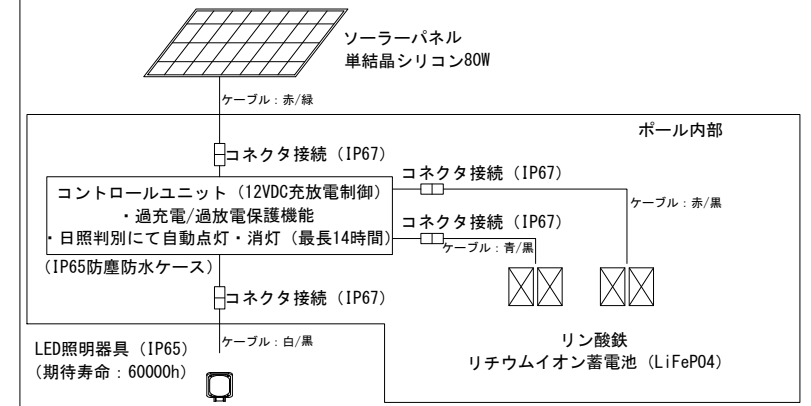 ソーラーパネル
単結晶シリコン80W
ケーブル：赤/緑
ポール内部
コネクタ接続（IP67）
コネクタ接続（IP67）
コントロールユニット（12VDC充放電制御）
・過充電/過放電保護機能
・日照判別にて自動点灯・消灯（最長14時間）
ケーブル：赤/黒
コネクタ接続（IP67）
ケーブル：青/黒
（IP65防塵防水ケース）
コネクタ接続（IP67）
ケーブル：白/黒
LED照明器具（IP65）
（期待寿命：60000h）
リン酸鉄
リチウムイオン蓄電池（LiFePO4）